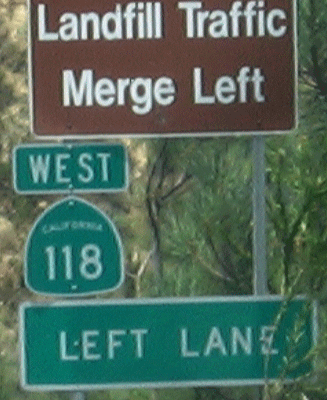 Landfill Traffic
Merge Left
WEST
CALIFORNIA
118
LEFT LANE